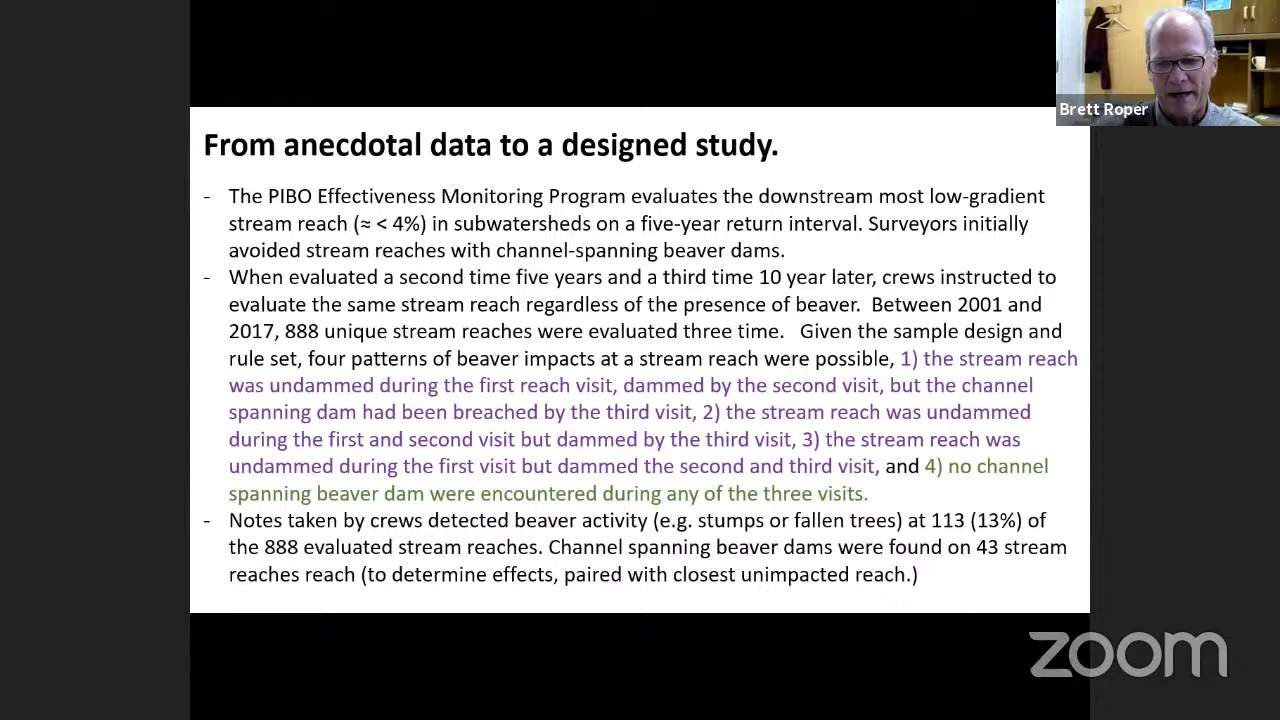 Brett Roper
From anecdotal data to a designed study.
- The PIBO Effectiveness Monitoring Program evaluates the downstream most low-gradient
stream reach (≈ < 4%) in subwatersheds on a five-year return interval. Surveyors initially
avoided stream reaches with channel-spanning beaver dams.
- When evaluated a second time five years and a third time 10 year later, crews instructed to
evaluate the same stream reach regardless of the presence of beaver. Between 2001 and
2017, 888 unique stream reaches were evaluated three time. Given the sample design and
rule set, four patterns of beaver impacts at a stream reach were possible, 1) the stream reach
was undammed during the first reach visit, dammed by the second visit, but the channel
spanning dam had been breached by the third visit, 2) the stream reach was undammed
during the first and second visit but dammed by the third visit, 3) the stream reach was
undammed during the first visit but dammed the second and third visit, and 4) no channel
spanning beaver dam were encountered during any of the three visits.
- Notes taken by crews detected beaver activity (e.g. stumps or fallen trees) at 113 (13%) of
the 888 evaluated stream reaches. Channel spanning beaver dams were found on 43 stream
reaches reach (to determine effects, paired with closest unimpacted reach.)
zoom